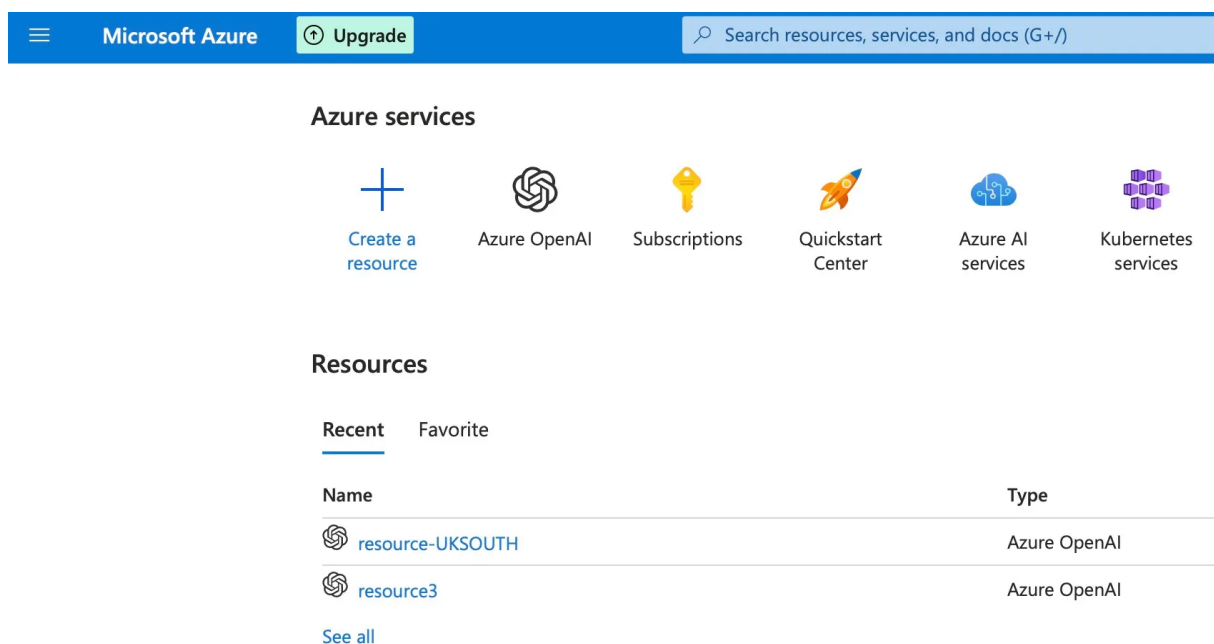 Microsoft Azure
Upgrade
Search resources, services, and docs (G+/)
Azure services
Create a
resource
Azure OpenAI
Subscriptions
Quickstart
Center
Azure AI
services
Kubernetes
services
Resources
Recent
Favorite
Name
Type
resource-UKSOUTH
Azure OpenAI
resource3
Azure OpenAI
See all